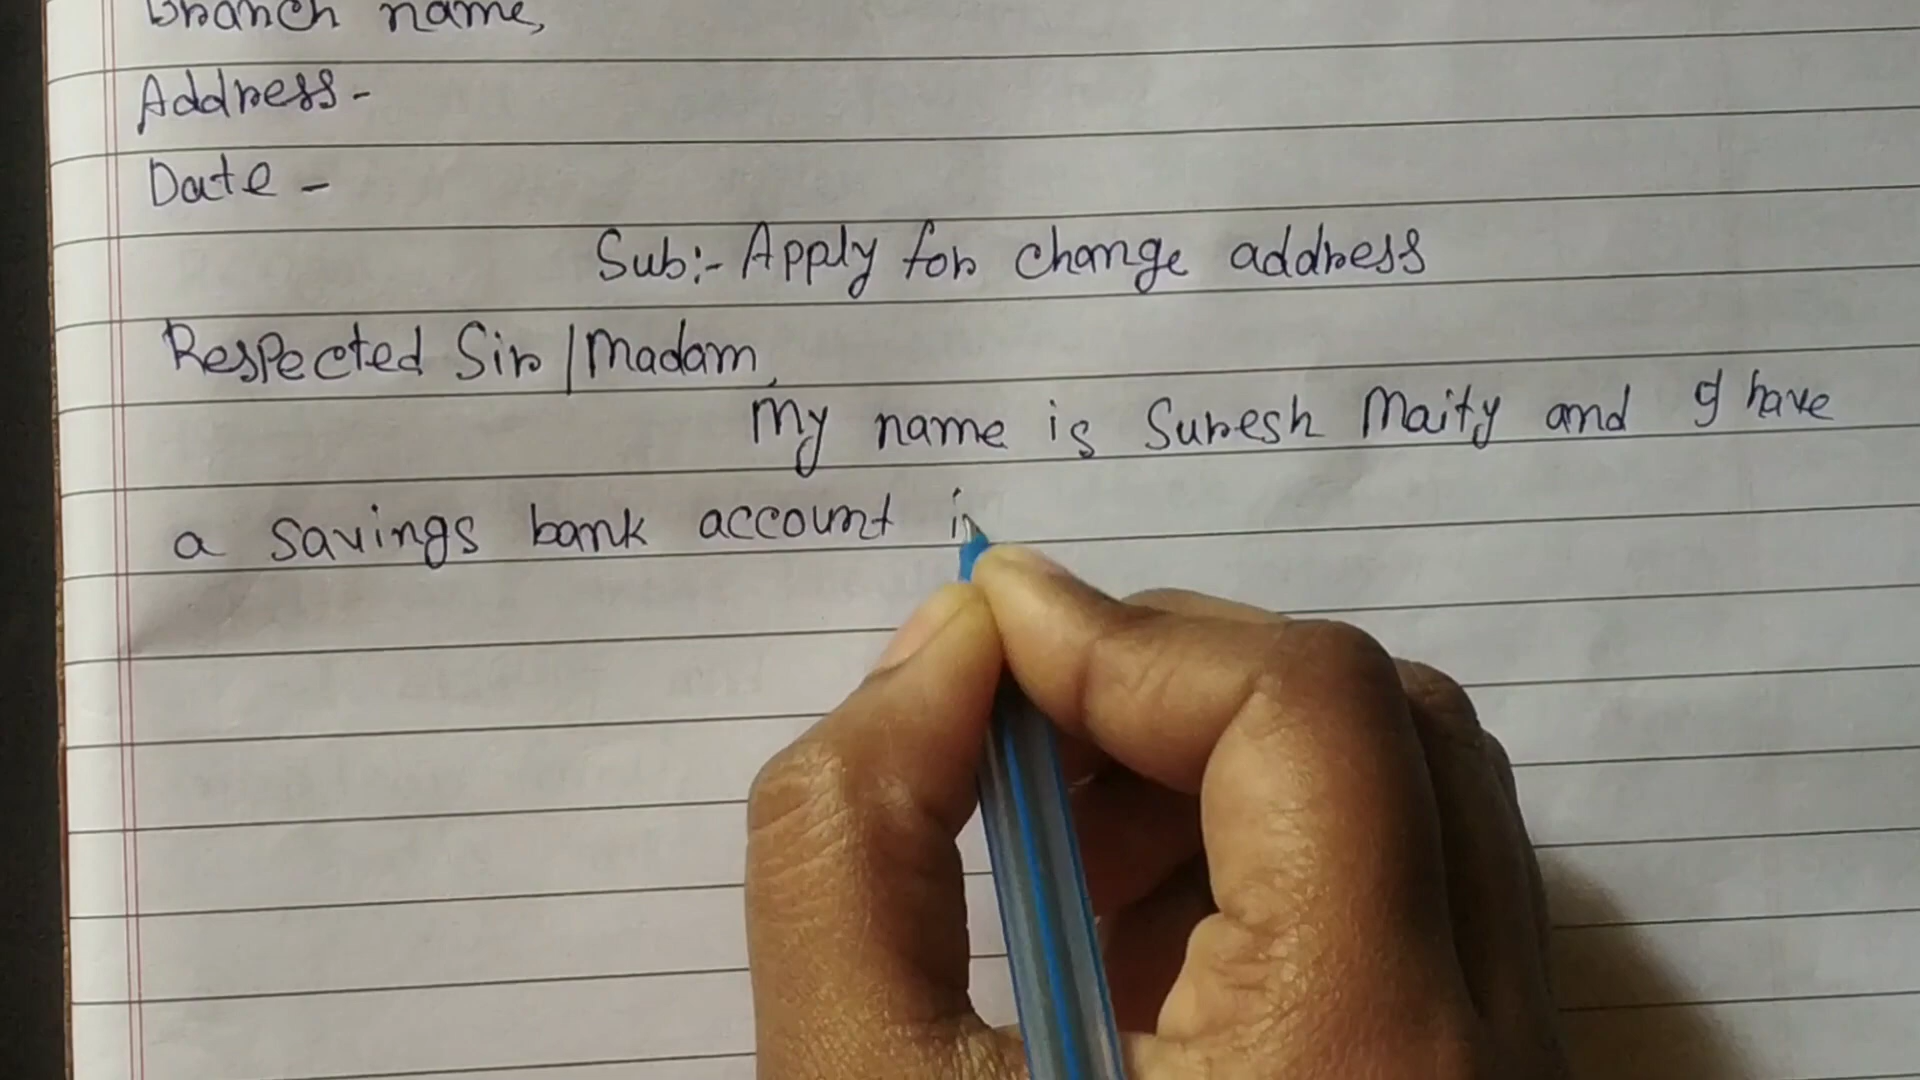 branch name,
Address-
Date -
Sub:- Apply for change address
Respected Sir/Madam,
My name is Suresh Maity and I have
a savings bank account in